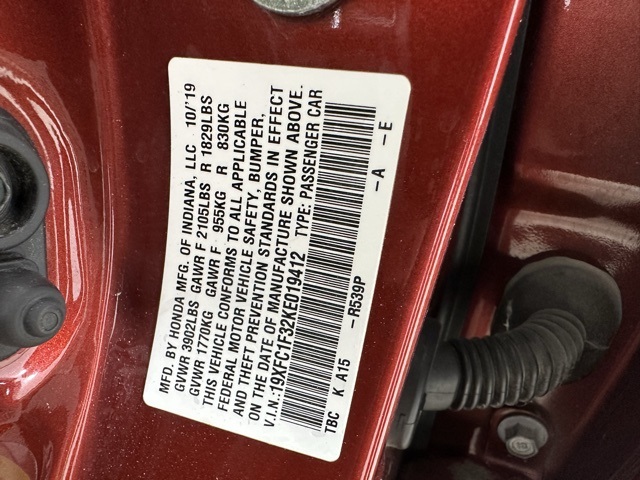 MFD. BY HONDA MFG. OF INDIANA, LLC 10/'19
GVWR 3902LBS GAWR F 2105LBS R 1829LBS
GVWR 1770KG GAWR F 955KG R 830KG
THIS VEHICLE CONFORMS TO ALL APPLICABLE
FEDERAL MOTOR VEHICLE SAFETY, BUMPER,
AND THEFT PREVENTION STANDARDS IN EFFECT
ON THE DATE OF MANUFACTURE SHOWN ABOVE.
V.I.N.:19XFC1F32KE019412 TYPE: PASSENGER CAR
TBC K A15 -R539P -A -E